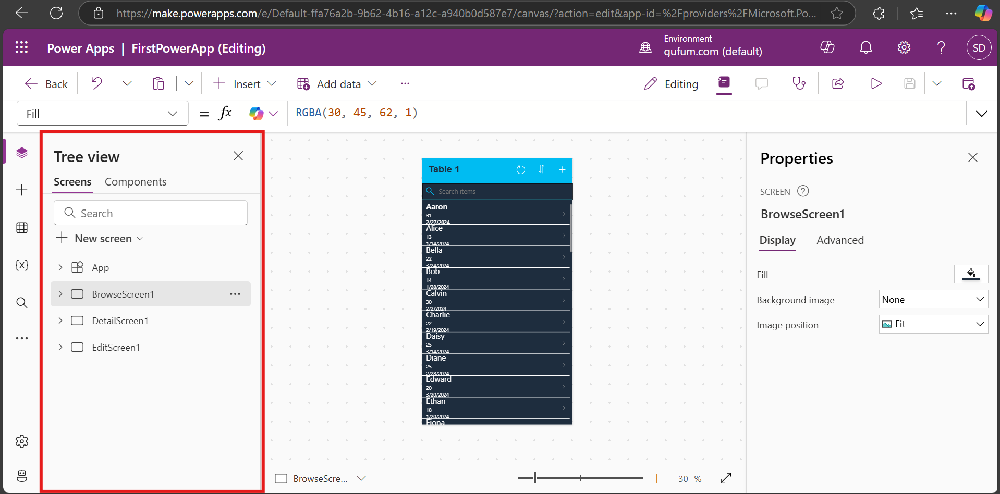 https://make.powerapps.com/e/Default-ffa76a2b-9b62-4b16-a12c-a940b0d587e7/canvas/?action=edit&app-id=%2Fproviders%2FMicrosoft.Po...
Power Apps | FirstPowerApp (Editing)
Environment
gufum.com (default)
SD
Back
Insert
Add data
Editing
Fill
= fx
RGBA(30, 45, 62, 1)
Tree view
Screens Components
Search
New screen
App
BrowseScreen1
DetailScreen1
EditScreen1
Table 1
Search items
Aaron
31
2/27/2024
Alice
13
1/14/2024
Bella
22
3/24/2024
Bob
14
1/28/2024
Calvin
30
2/2/2024
Charlie
22
2/19/2024
Daisy
25
3/14/2024
Diane
25
2/28/2024
Edward
20
3/20/2024
Ethan
18
1/20/2024
Fiona
BrowseScre...
30 %
Properties
SCREEN
BrowseScreen1
Display Advanced
Fill
Background image
None
Image position
Fit